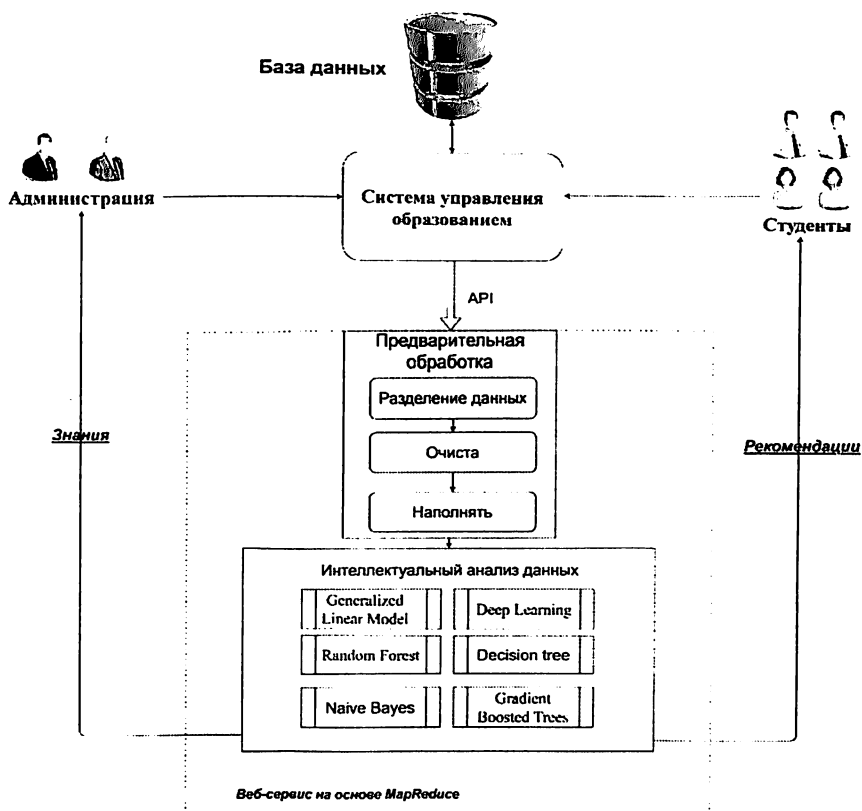 База данных
Администрация
Система управления
образованием
Студенты
API
Предварительная
обработка
Разделение данных
Очиста
Наполнять
Знания
Рекомендации
Интеллектуальный анализ данных
Generalized
Linear Model
Deep Learning
Random Forest
Decision tree
Naive Bayes
Gradient
Boosted Trees
Веб-сервис на основе MapReduce